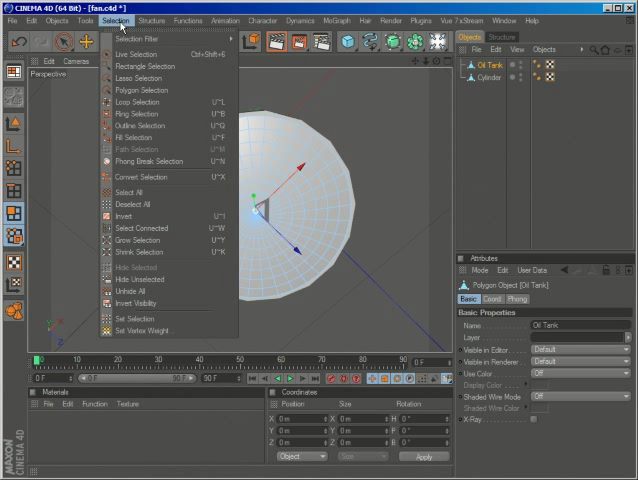 CINEMA 4D (64 Bit) - [fan.c4d *]
File Edit Objects Tools Selection Structure Functions Animation Character Dynamics MoGraph Hair Render Plugins Vue 7xStream Window Help
Edit Cameras
Perspective
Selection Filter
Live Selection Ctrl+Shift+6
Rectangle Selection
Lasso Selection
Polygon Selection
Loop Selection U~L
Ring Selection U~B
Outline Selection U~Q
Fill Selection U~F
Path Selection U~M
Phong Break Selection U~N
Convert Selection U~X
Select All
Deselect All
Invert U~I
Select Connected U~W
Grow Selection U~Y
Shrink Selection U~K
Hide Selected
Hide Unselected
Unhide All
Invert Visibility
Set Selection
Set Vertex Weight...
Objects Structure
File Edit View Objects
Oil Tank
Cylinder
Attributes
Mode Edit User Data
Polygon Object [Oil Tank]
Basic Coord Phong
Basic Properties
Name Oil Tank
Layer
Visible in Editor Default
Visible in Renderer Default
Use Color Off
Display Color
Shaded Wire Mode Off
Shaded Wire Color
X-Ray
Y X Z
0 10 20 30 40 50 60 70 80 90 0 F
0 F 0 F 90 F 90 F
Materials
File Edit Function Texture
Coordinates
Position Size Rotation
X 0 m X 0 m H 0 °
Y 0 m Y 0 m P 0 °
Z 0 m Z 0 m B 0 °
Object Size Apply
MAXON CINEMA 4D